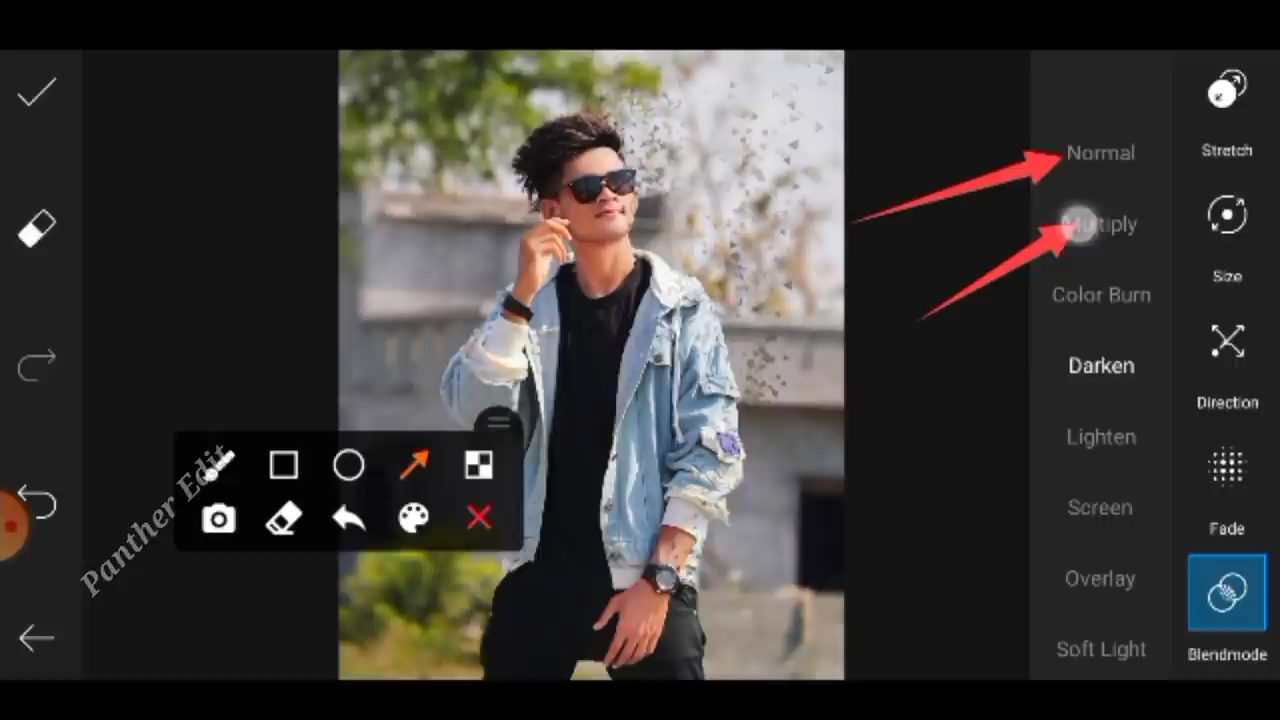 Normal
Multiply
Color Burn
Darken
Lighten
Screen
Overlay
Soft Light
Stretch
Size
Direction
Fade
Blendmode
Panther Edit